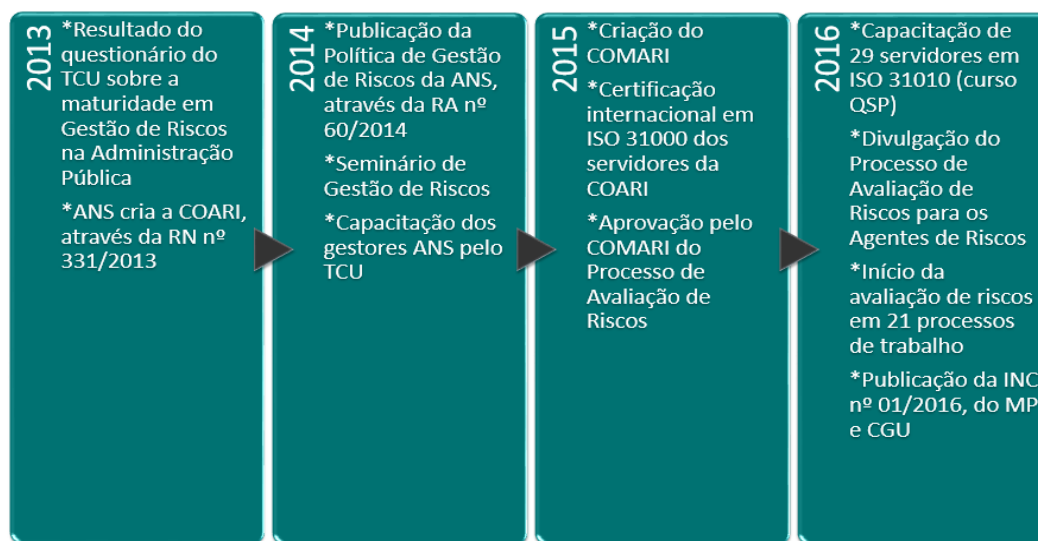 2013
*Resultado do
questionário do
TCU sobre a
maturidade em
Gestão de Riscos
na Administração
Pública
*ANS cria a COARI,
através da RN nº
331/2013
2014
*Publicação da
Política de Gestão
de Riscos da ANS,
através da RA nº
60/2014
*Seminário de
Gestão de Riscos
*Capacitação dos
gestores ANS pelo
TCU
2015
*Criação do
COMARI
*Certificação
internacional em
ISO 31000 dos
servidores da
COARI
*Aprovação pelo
COMARI do
Processo de
Avaliação de
Riscos
2016
*Capacitação de
29 servidores em
ISO 31010 (curso
QSP)
*Divulgação do
Processo de
Avaliação de
Riscos para os
Agentes de Riscos
*Início da
avaliação de riscos
em 21 processos
de trabalho
*Publicação da INC
nº 01/2016, do MP
e CGU